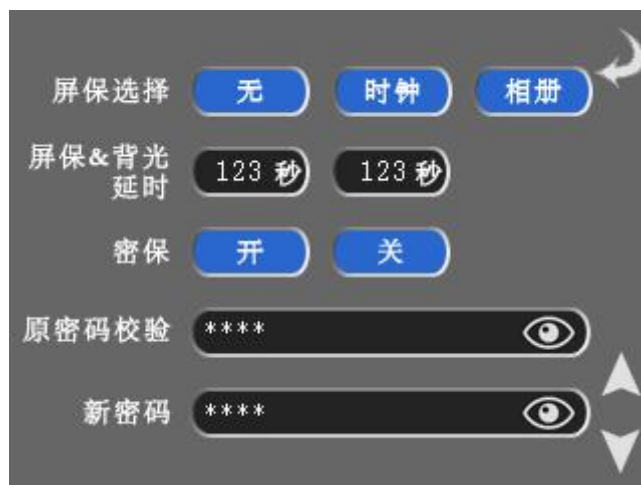 屏保选择 无 时钟 相册
屏保&背光 123 秒 123 秒
延时
密保 开 关
原密码校验 ****
新密码 ****